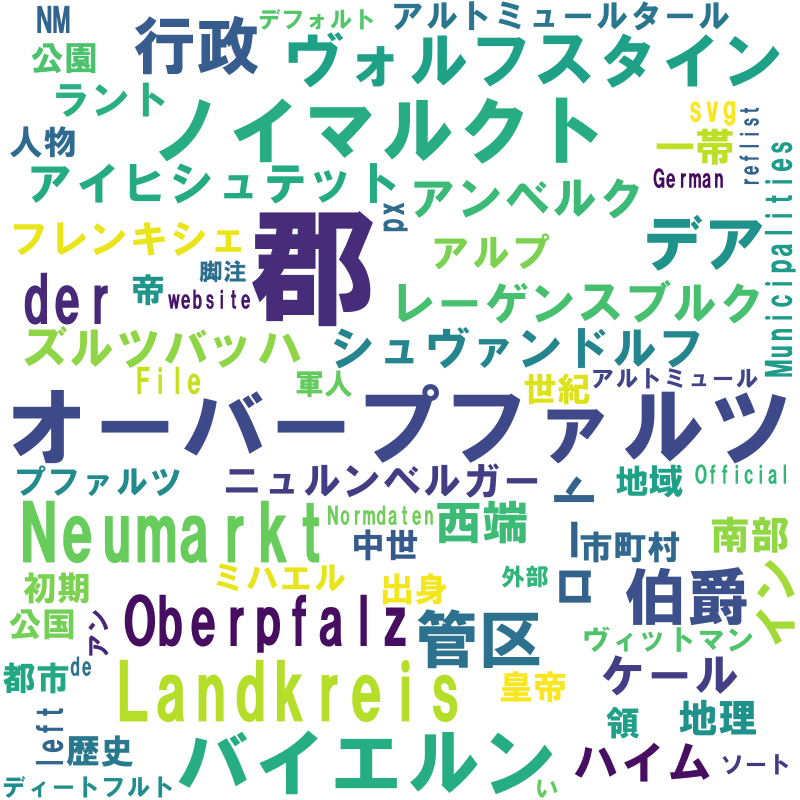 NM
デフォルト
アルトミュールタール
公園
行政
ヴォルフスタイン
ラント
ノイマルクト
svg
reflist
人物
一帯
German
Municipalities
アイヒシュテット
アンベルク
px
フレンキシェ
郡
アルプ
デア
脚注
der
帝
website
レーゲンスブルク
ズルツバッハ
シュヴァンドルフ
File
軍人
世紀
アルトミュール
オーバープファルツ
プファルツ
ニュルンベルガー
ロート
地域
Official
Neumarkt
Normdaten
西端
中世
市町村
南部
初期
ミハエル
出身
外部
伯爵
イン
公国
アン
Oberpfalz
管区
ヴィットマン
都市
de
Landkreis
皇帝
ケール
left
歴史
領
地理
バイエルン
ハイム
ソート
ディートフルト
い